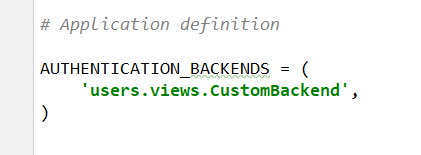 # Application definition
AUTHENTICATION_BACKENDS = (
    'users.views.CustomBackend',
)